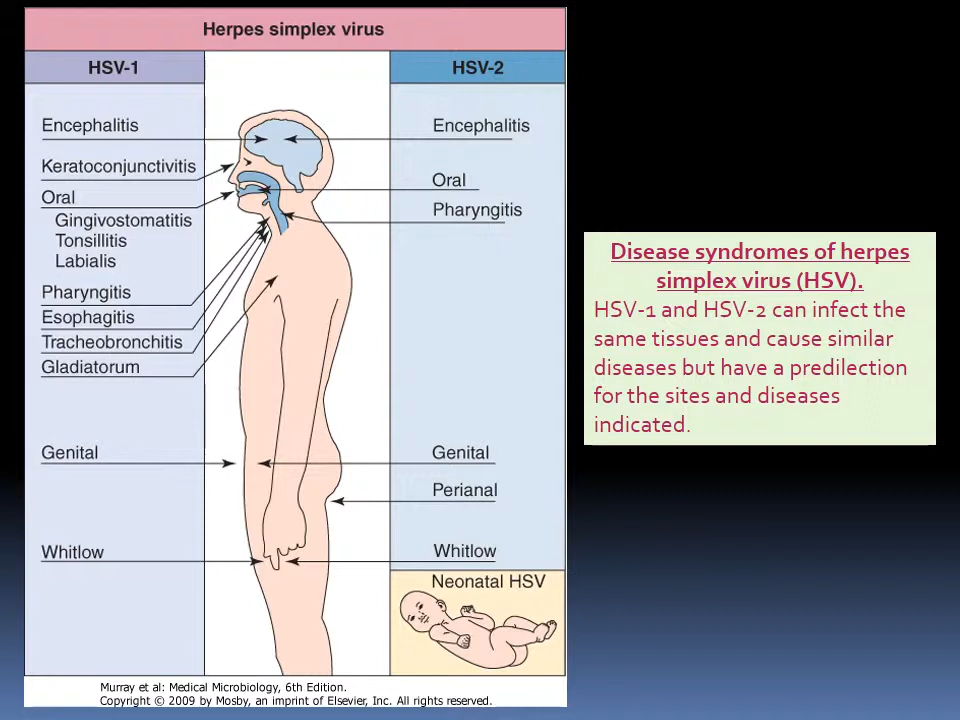 Herpes simplex virus
HSV-1
HSV-2
Encephalitis
Keratoconjunctivitis
Oral
Gingivostomatitis
Tonsillitis
Labialis
Pharyngitis
Esophagitis
Tracheobronchitis
Gladiatorum
Genital
Whitlow
Encephalitis
Oral
Pharyngitis
Genital
Perianal
Whitlow
Neonatal HSV
Murray et al: Medical Microbiology, 6th Edition.
Copyright © 2009 by Mosby, an imprint of Elsevier, Inc. All rights reserved.
Disease syndromes of herpes
simplex virus (HSV).
HSV-1 and HSV-2 can infect the
same tissues and cause similar
diseases but have a predilection
for the sites and diseases
indicated.